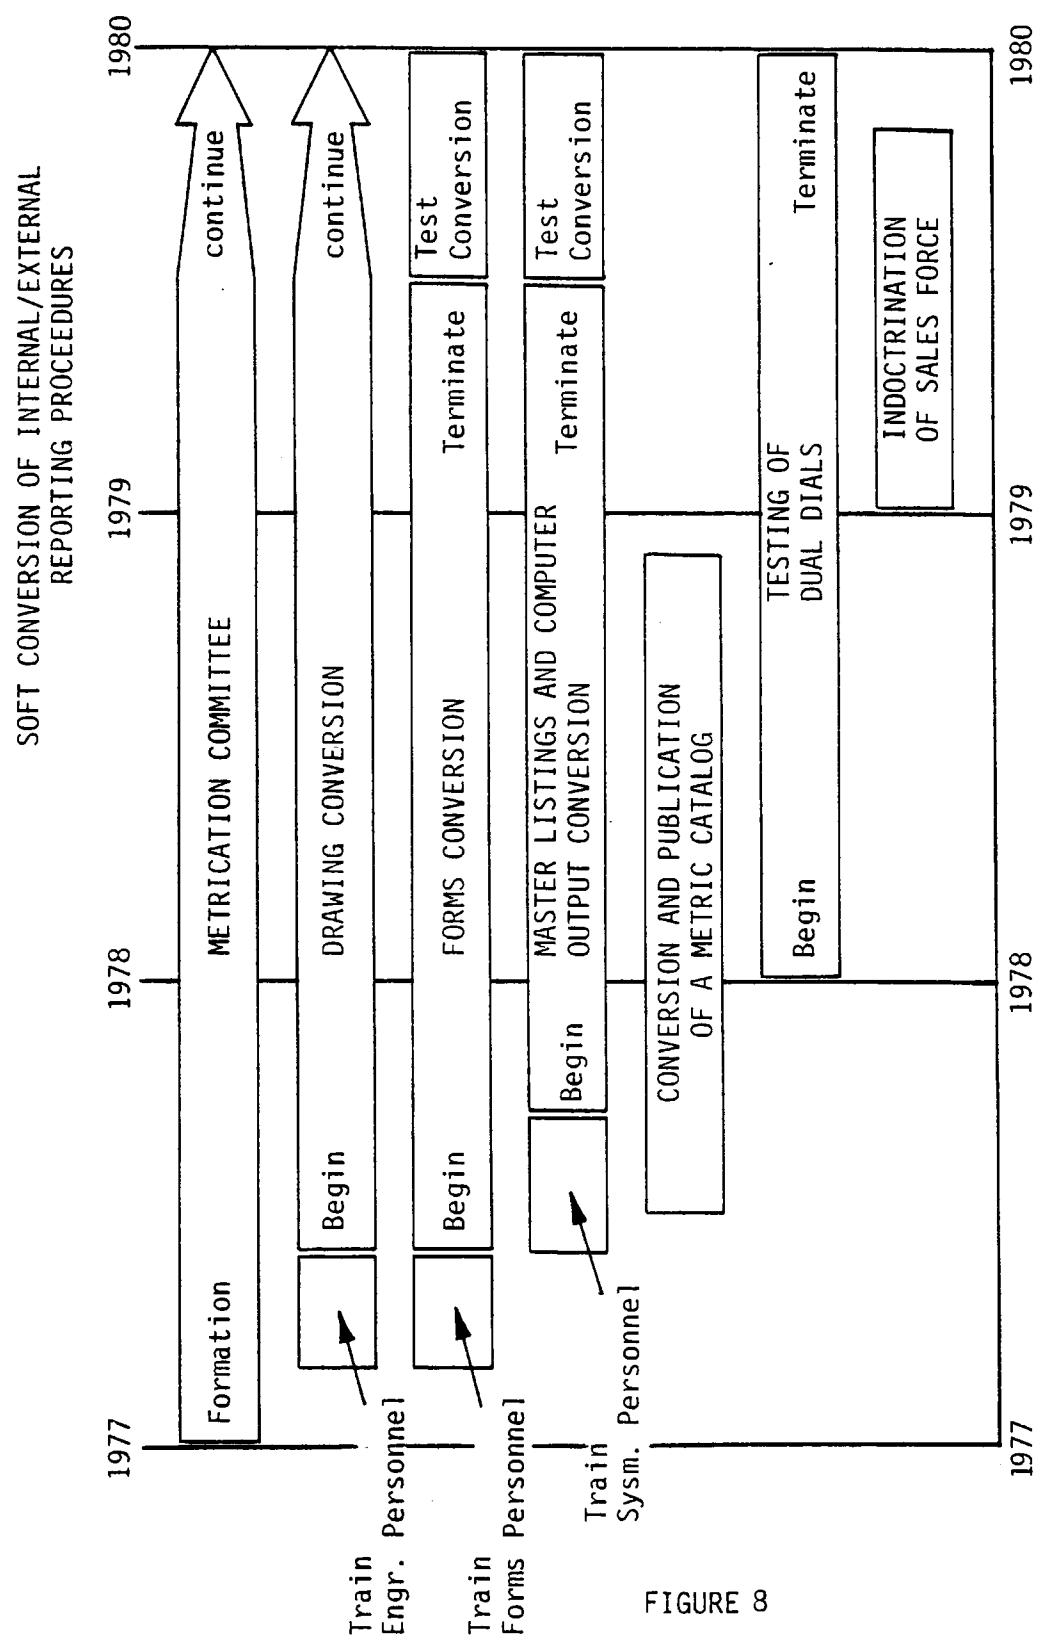 SOFT CONVERSION OF INTERNAL/EXTERNAL
REPORTING PROCEEDURES
1977
1978
1979
1980
Formation
METRICATION COMMITTEE
continue
Train
Engr. Personnel
Begin
DRAWING CONVERSION
continue
Train
Forms Personnel
Begin
FORMS CONVERSION
Terminate
Test
Conversion
Train
Sysm. Personnel
Begin
MASTER LISTINGS AND COMPUTER
OUTPUT CONVERSION
Terminate
Test
Conversion
CONVERSION AND PUBLICATION
OF A METRIC CATALOG
Begin
TESTING OF
DUAL DIALS
Terminate
INDOCTRINATION
OF SALES FORCE
1977
1978
1979
1980
FIGURE 8